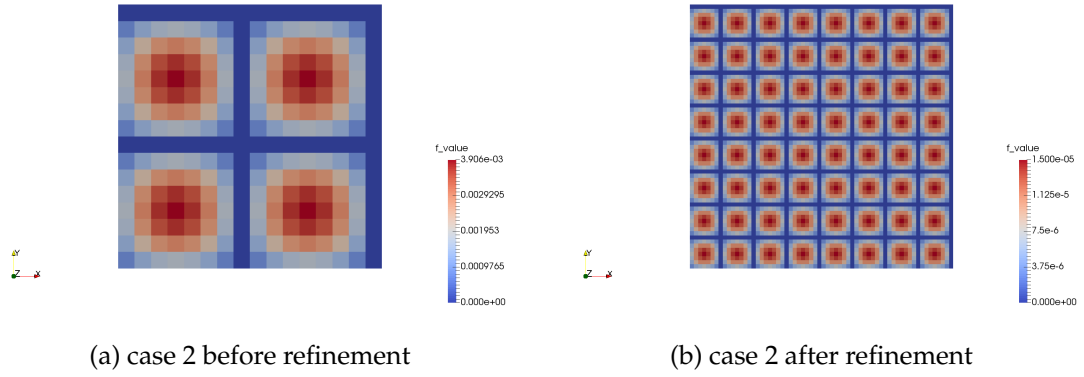 f_value
3.906e-03
0.0029295
0.001953
0.0009765
0.000e+00
Y
Z
X
(a) case 2 before refinement
f_value
1.500e-05
1.125e-5
7.5e-6
3.75e-6
0.000e+00
Y
Z
X
(b) case 2 after refinement